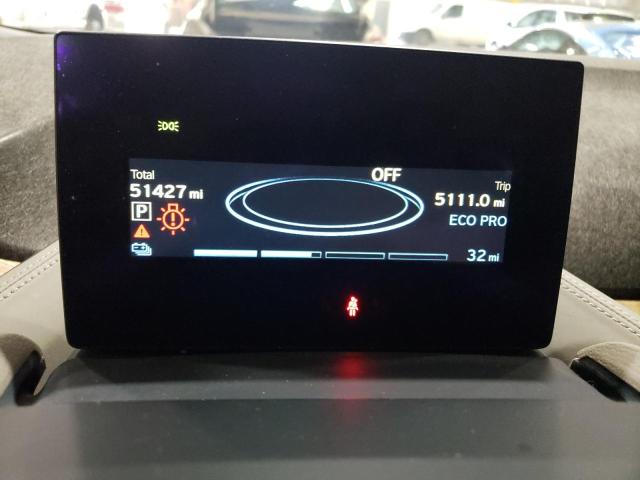 OFF
Total
Trip
51427 mi
5111.0 mi
P
ECO PRO
32 mi